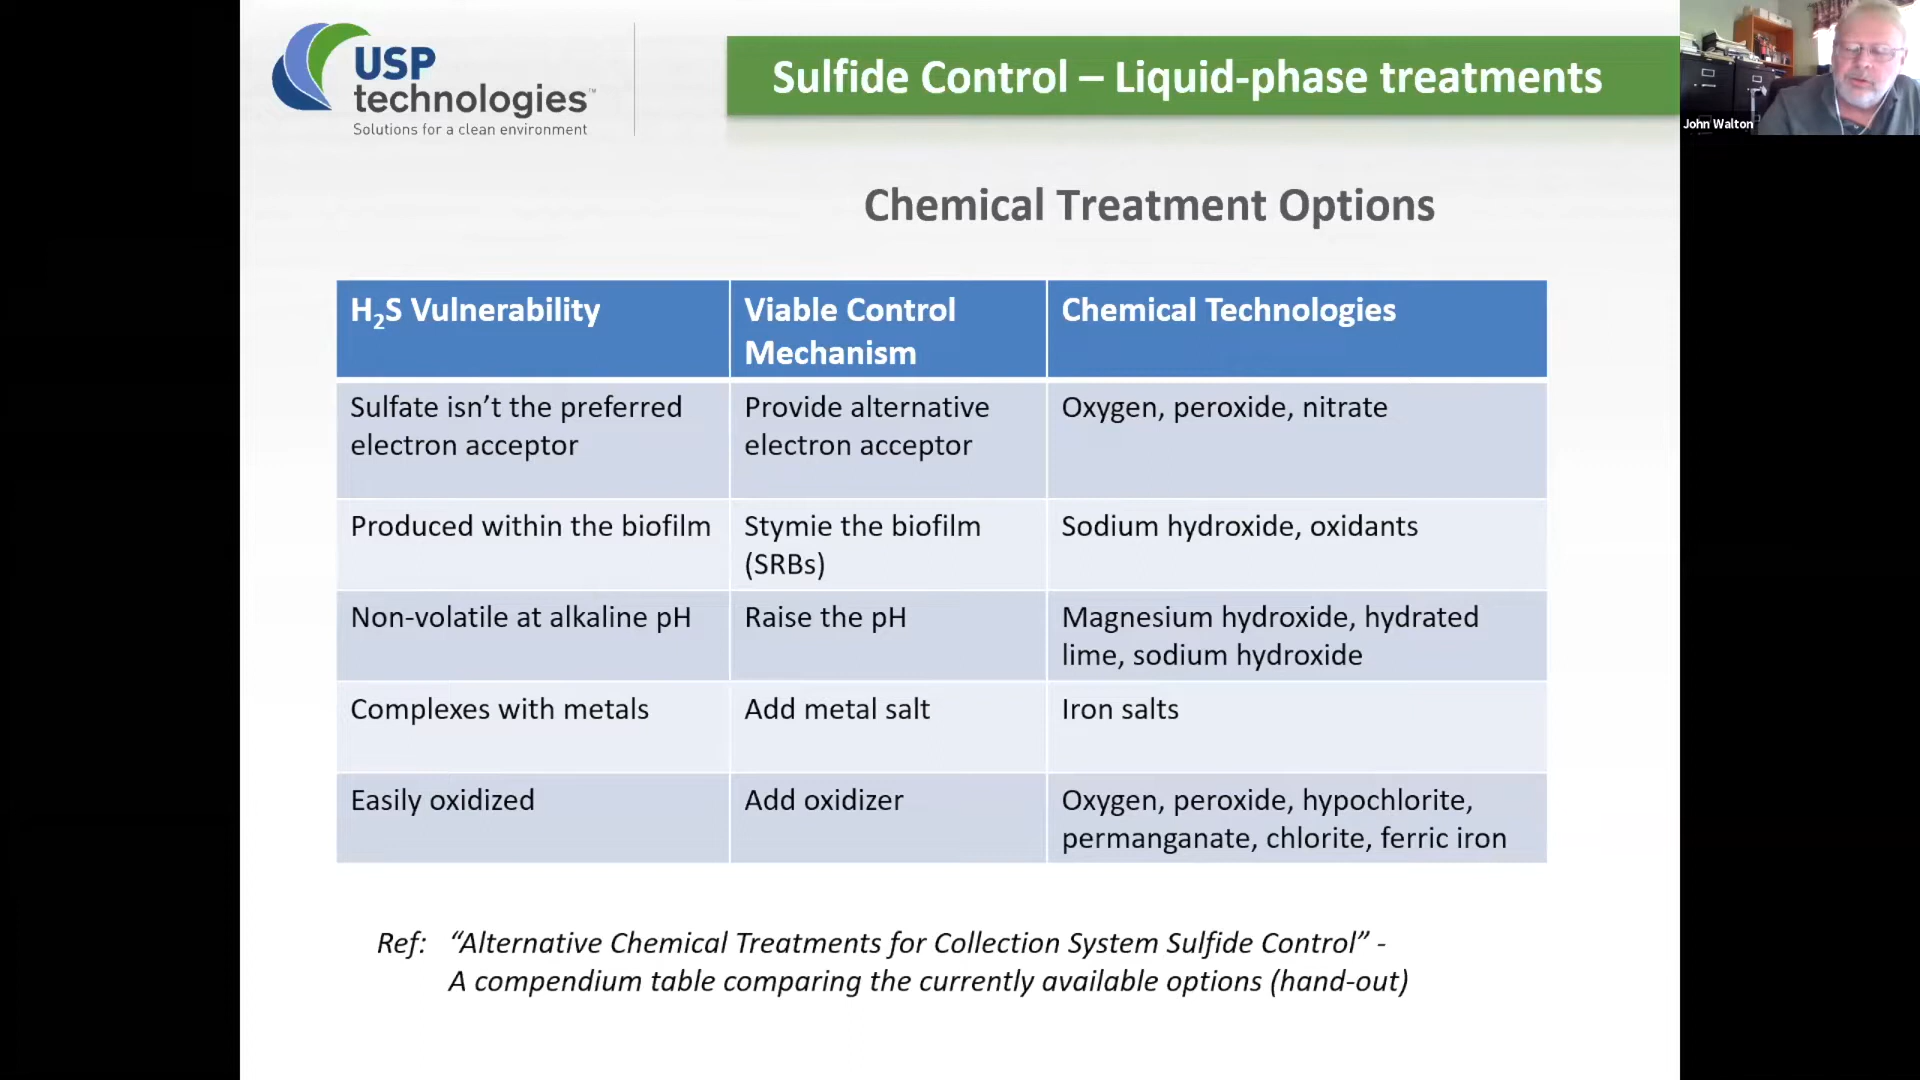 USP
technologies™
Solutions for a clean environment
Sulfide Control – Liquid-phase treatments
John Walton
Chemical Treatment Options
H₂S Vulnerability
Viable Control
Mechanism
Chemical Technologies
Sulfate isn’t the preferred
electron acceptor
Provide alternative
electron acceptor
Oxygen, peroxide, nitrate
Produced within the biofilm
Stymie the biofilm
(SRBs)
Sodium hydroxide, oxidants
Non-volatile at alkaline pH
Raise the pH
Magnesium hydroxide, hydrated
lime, sodium hydroxide
Complexes with metals
Add metal salt
Iron salts
Easily oxidized
Add oxidizer
Oxygen, peroxide, hypochlorite,
permanganate, chlorite, ferric iron
Ref: “Alternative Chemical Treatments for Collection System Sulfide Control” -
A compendium table comparing the currently available options (hand-out)